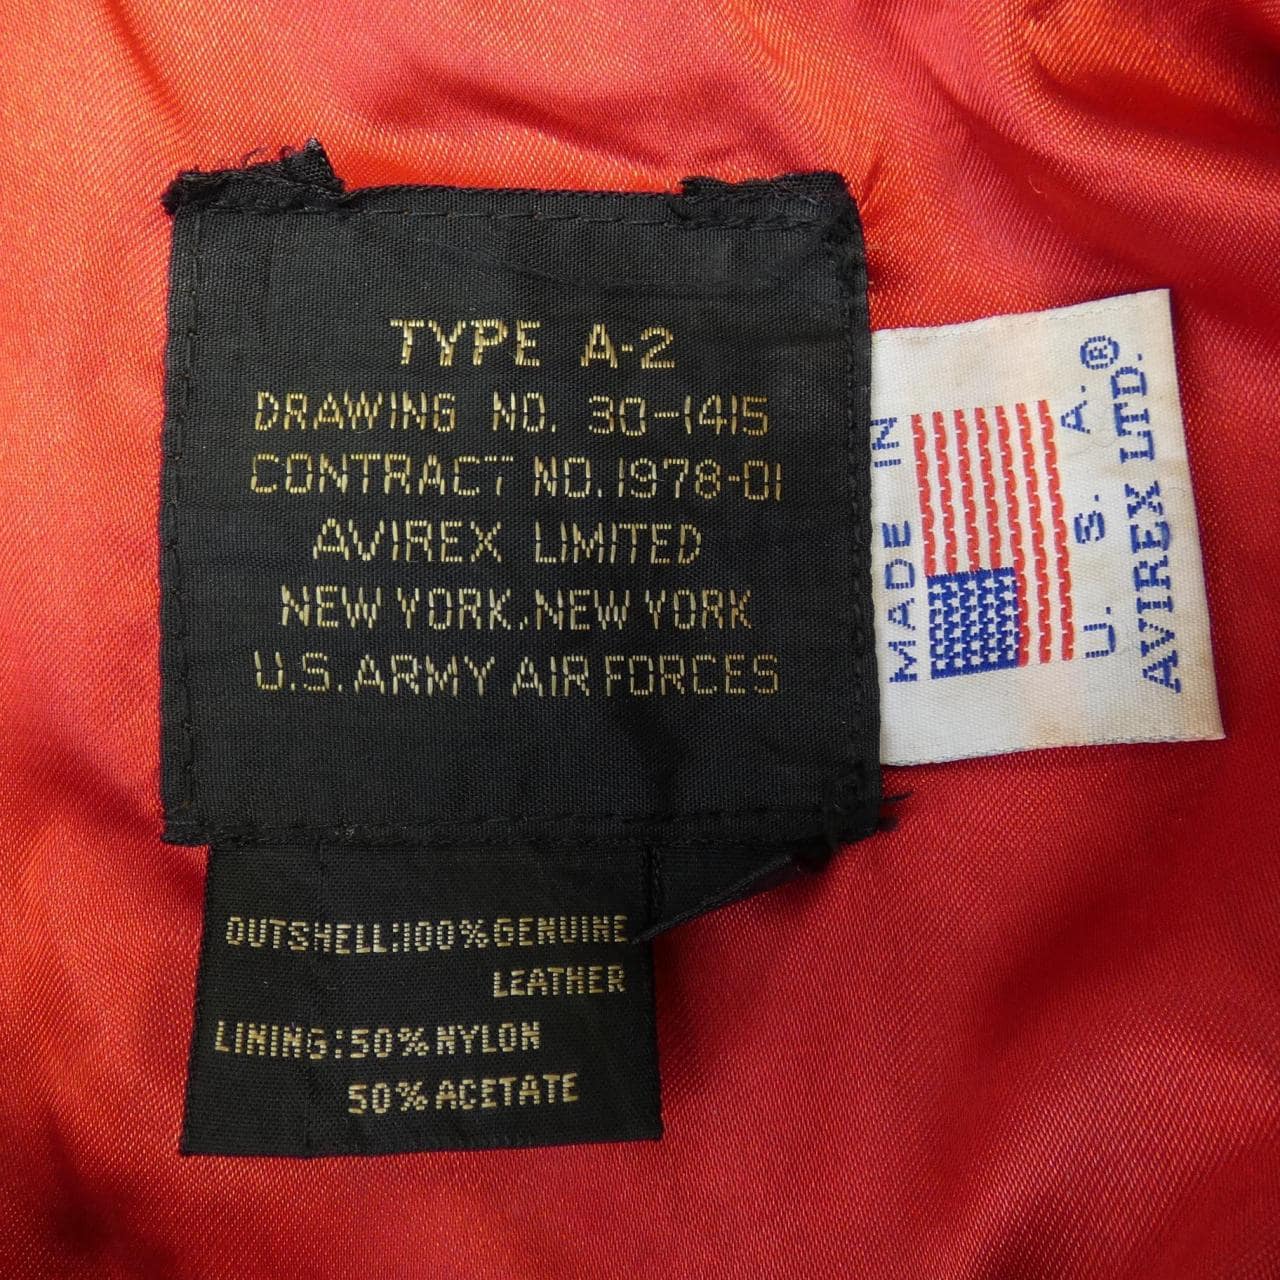 TYPE A-2
DRAWING NO. 30-1415
CONTRACT NO. 1978-01
AVIREX LIMITED
NEW YORK, NEW YORK
U.S. ARMY AIR FORCES
OUTSHELL:100%GENUINE
LEATHER
LINING:50%NYLON
50%ACETATE
MADE IN
U. S. A.®
AVIREX LTD.